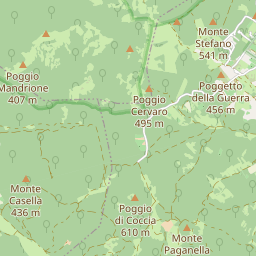 Monte
Stefano
541 m
Poggio
Mandrione
407 m
Poggetto
della Guerra
456 m
Poggio
Cervaro
495 m
Monte
Casella
436 m
Poggio
di Coccia
610 m
Monte
Paganella